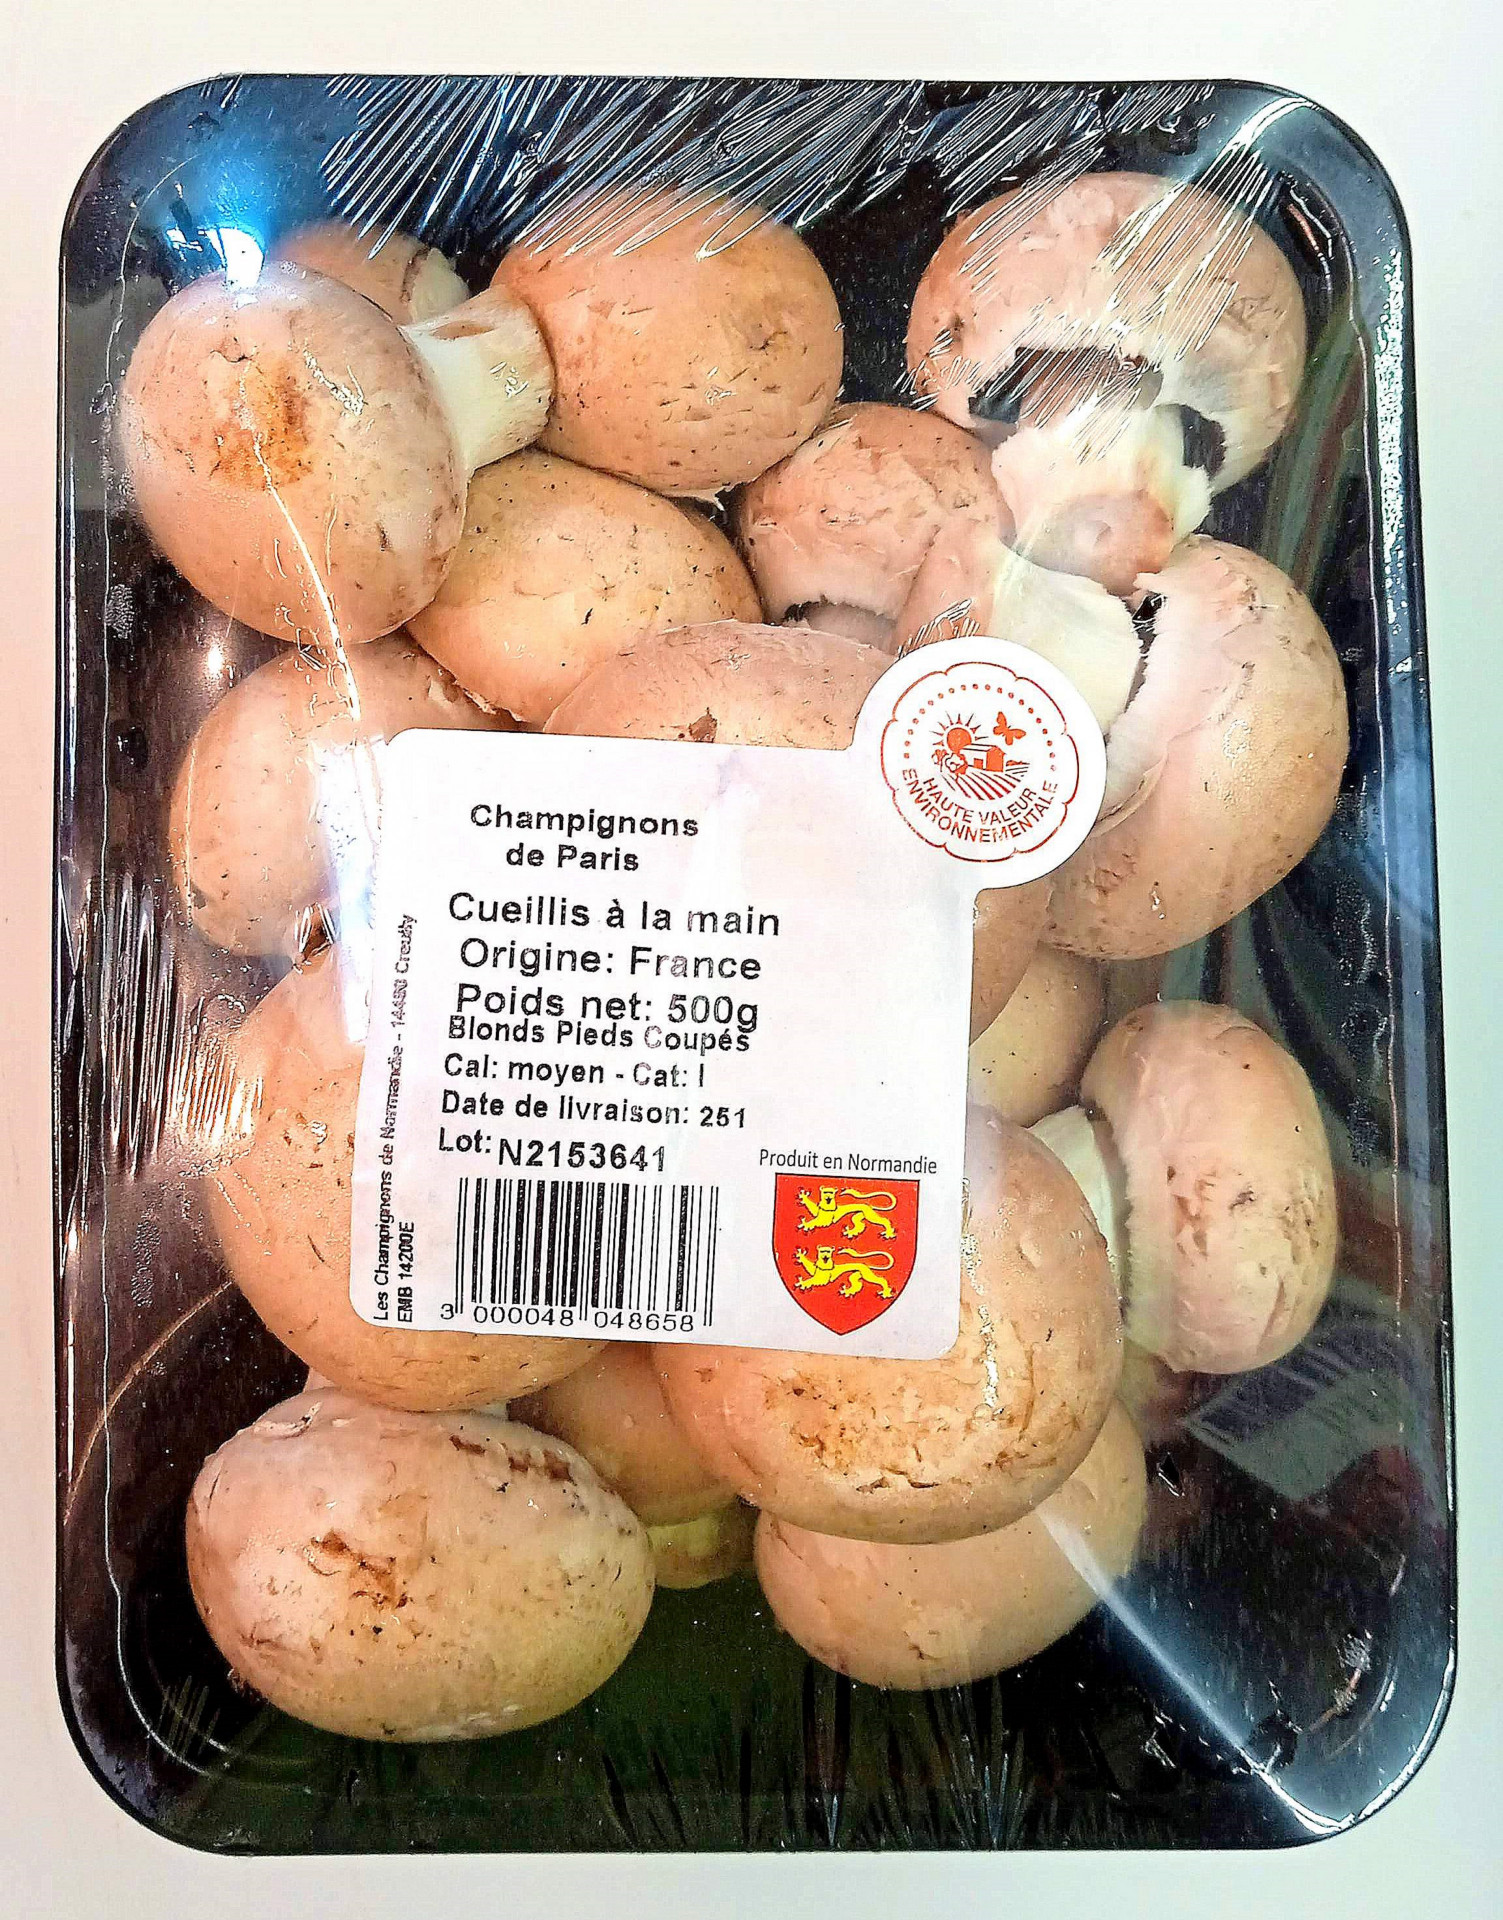 HAUTE VALEUR
ENVIRONNEMENTALE
Champignons
de Paris
Cueillis à la main
Origine: France
Poids net: 500g
Blonds Pieds Coupés
Cal: moyen - Cat: I
Date de livraison: 251
Lot: N2153641
Produit en Normandie
3 000048 048658
Les Champignons de Normandie - 14480 Creully
EMB 14200E